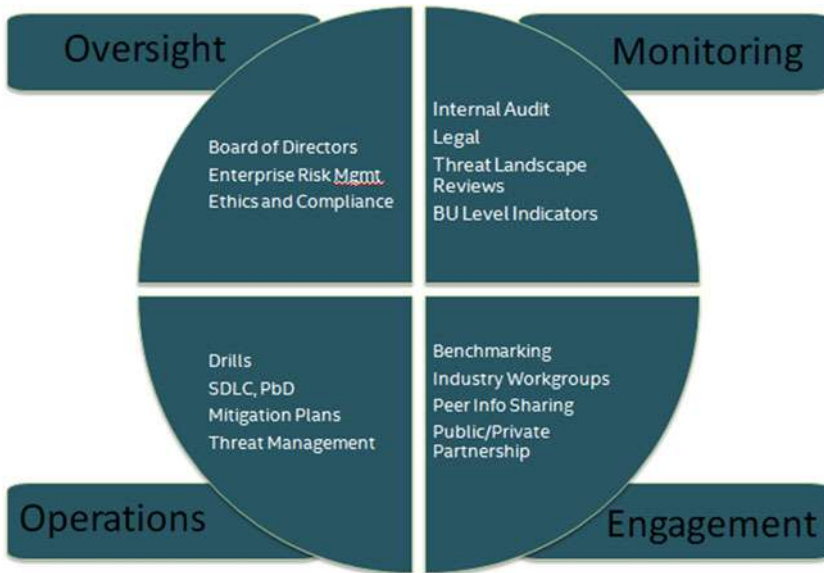 Oversight
Monitoring
Board of Directors
Enterprise Risk Mgmt
Ethics and Compliance
Internal Audit
Legal
Threat Landscape
Reviews
BU Level Indicators
Drills
SDLC, PbD
Mitigation Plans
Threat Management
Benchmarking
Industry Workgroups
Peer Info Sharing
Public/Private
Partnership
Operations
Engagement